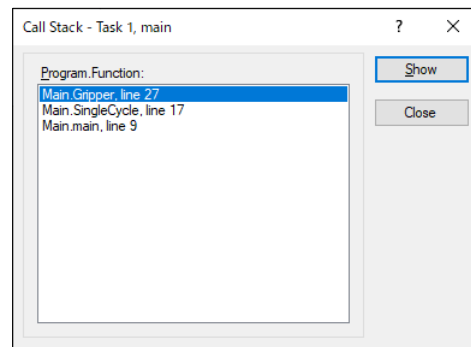 Call Stack - Task 1, main
?
Program.Function:
Main.Gripper, line 27
Main.SingleCycle, line 17
Main.main, line 9
Show
Close